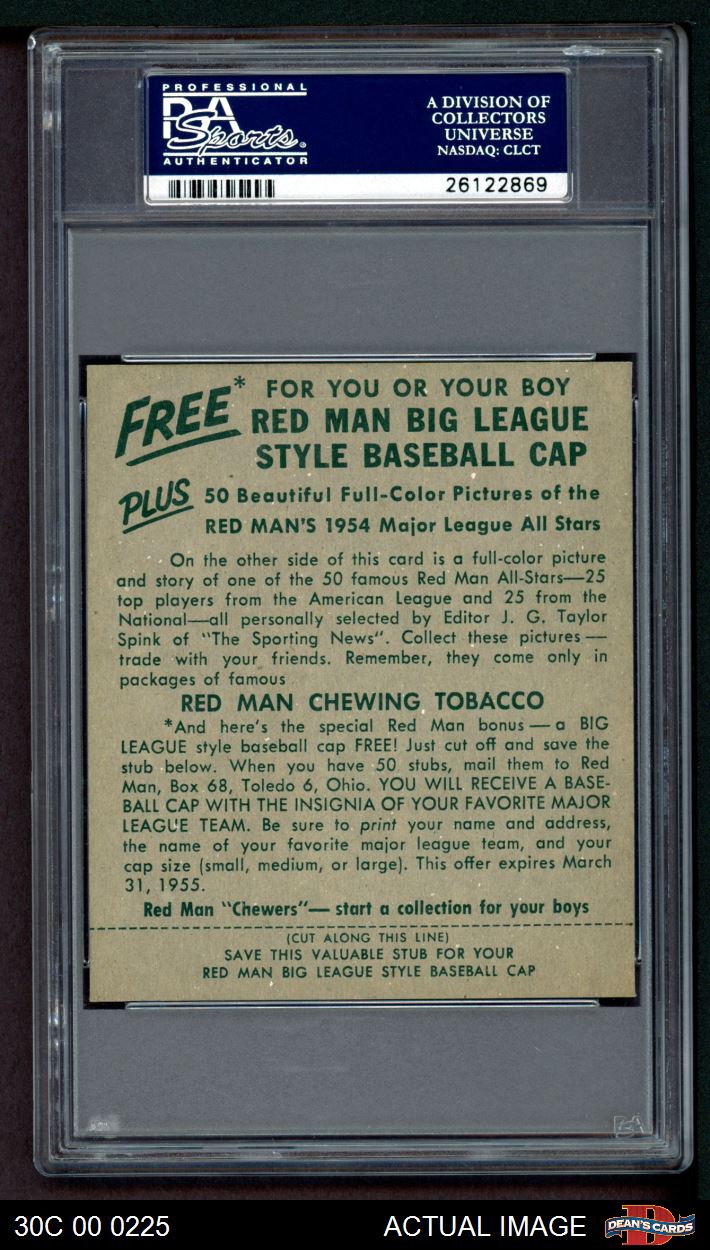 PROFESSIONAL
PSA
Sports
AUTHENTICATOR
A DIVISION OF
COLLECTORS
UNIVERSE
NASDAQ: CLCT
26122869
FREE* FOR YOU OR YOUR BOY
RED MAN BIG LEAGUE
STYLE BASEBALL CAP
PLUS 50 Beautiful Full-Color Pictures of the
RED MAN'S 1954 Major League All Stars
On the other side of this card is a full-color picture
and story of one of the 50 famous Red Man All-Stars—25
top players from the American League and 25 from the
National—all personally selected by Editor J. G. Taylor
Spink of "The Sporting News". Collect these pictures—
trade with your friends. Remember, they come only in
packages of famous
RED MAN CHEWING TOBACCO
*And here's the special Red Man bonus—a BIG
LEAGUE style baseball cap FREE! Just cut off and save the
stub below. When you have 50 stubs, mail them to Red
Man, Box 68, Toledo 6, Ohio. YOU WILL RECEIVE A BASE-
BALL CAP WITH THE INSIGNIA OF YOUR FAVORITE MAJOR
LEAGUE TEAM. Be sure to print your name and address,
the name of your favorite major league team, and your
cap size (small, medium, or large). This offer expires March
31, 1955.
Red Man "Chewers"—start a collection for your boys
(CUT ALONG THIS LINE)
SAVE THIS VALUABLE STUB FOR YOUR
RED MAN BIG LEAGUE STYLE BASEBALL CAP
PSA
30C 00 0225
ACTUAL IMAGE
DEAN'S CARDS